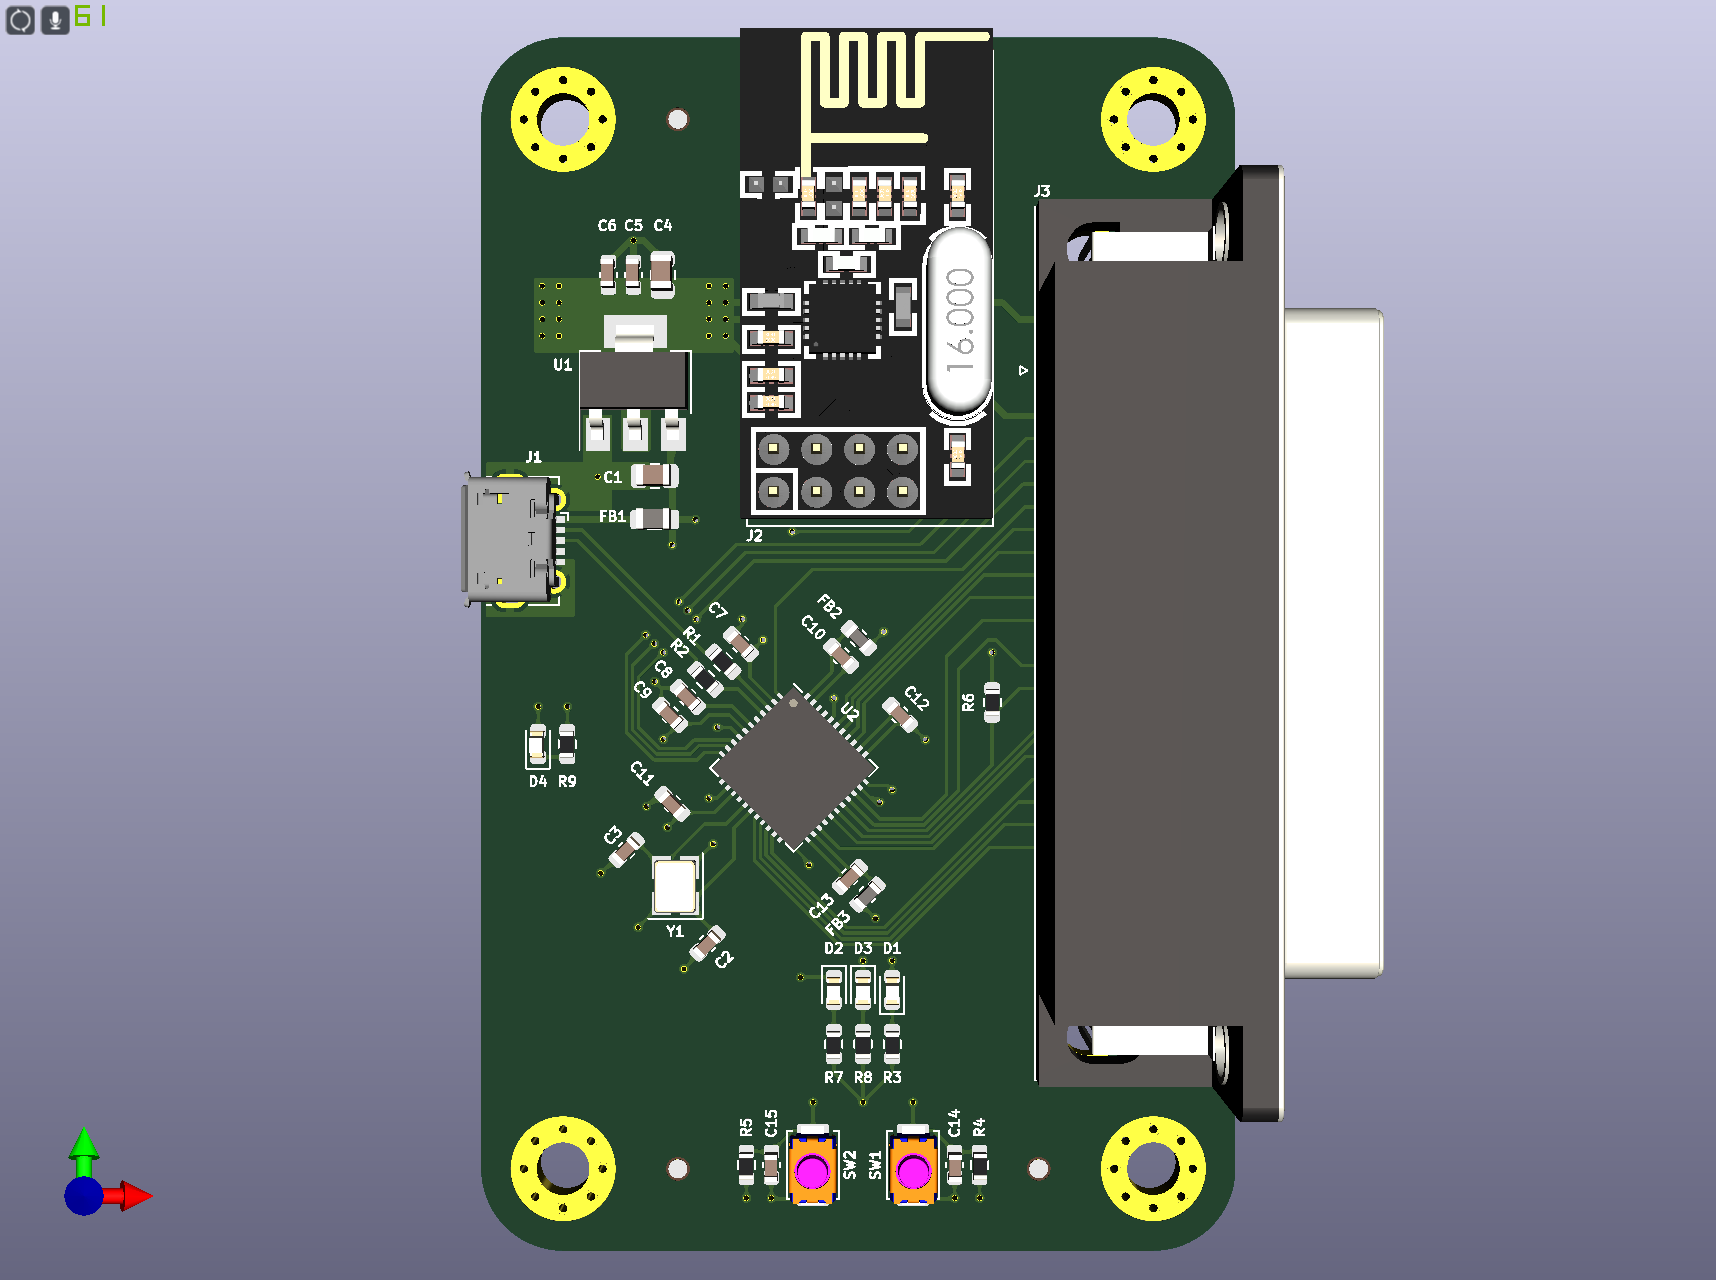 61
J3
C6 C5 C4
16.000
U1
J1
C1
FB1
J2
C7
FB2
R1
C10
R2
C8
C9
C12
R6
U2
D4 R9
C11
C3
Y1
C2
C13
FB3
D2 D3 D1
R7 R8 R3
R5
C15
SW2
SW1
C14
R4